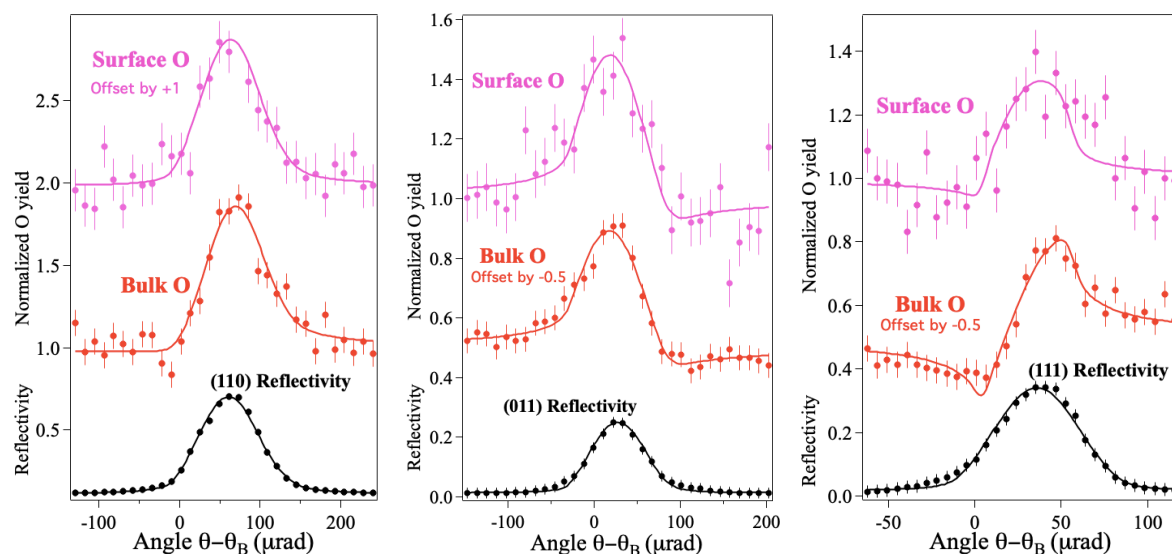 Normalized O yield
Reflectivity
2.5
2.0
1.5
1.0
0.5
Surface O
Offset by +1
Bulk O
(110) Reflectivity
-100
0
100
200
Angle θ-θB (μrad)
Normalized O yield
Reflectivity
1.6
1.4
1.2
1.0
0.8
0.6
0.4
0.2
0.0
Surface O
Bulk O
Offset by -0.5
(011) Reflectivity
-100
0
100
200
Angle θ-θB (μrad)
Normalized O yield
Reflectivity
1.4
1.2
1.0
0.8
0.6
0.4
0.2
0.0
Surface O
Bulk O
Offset by -0.5
(111) Reflectivity
-50
0
50
100
Angle θ-θB (μrad)